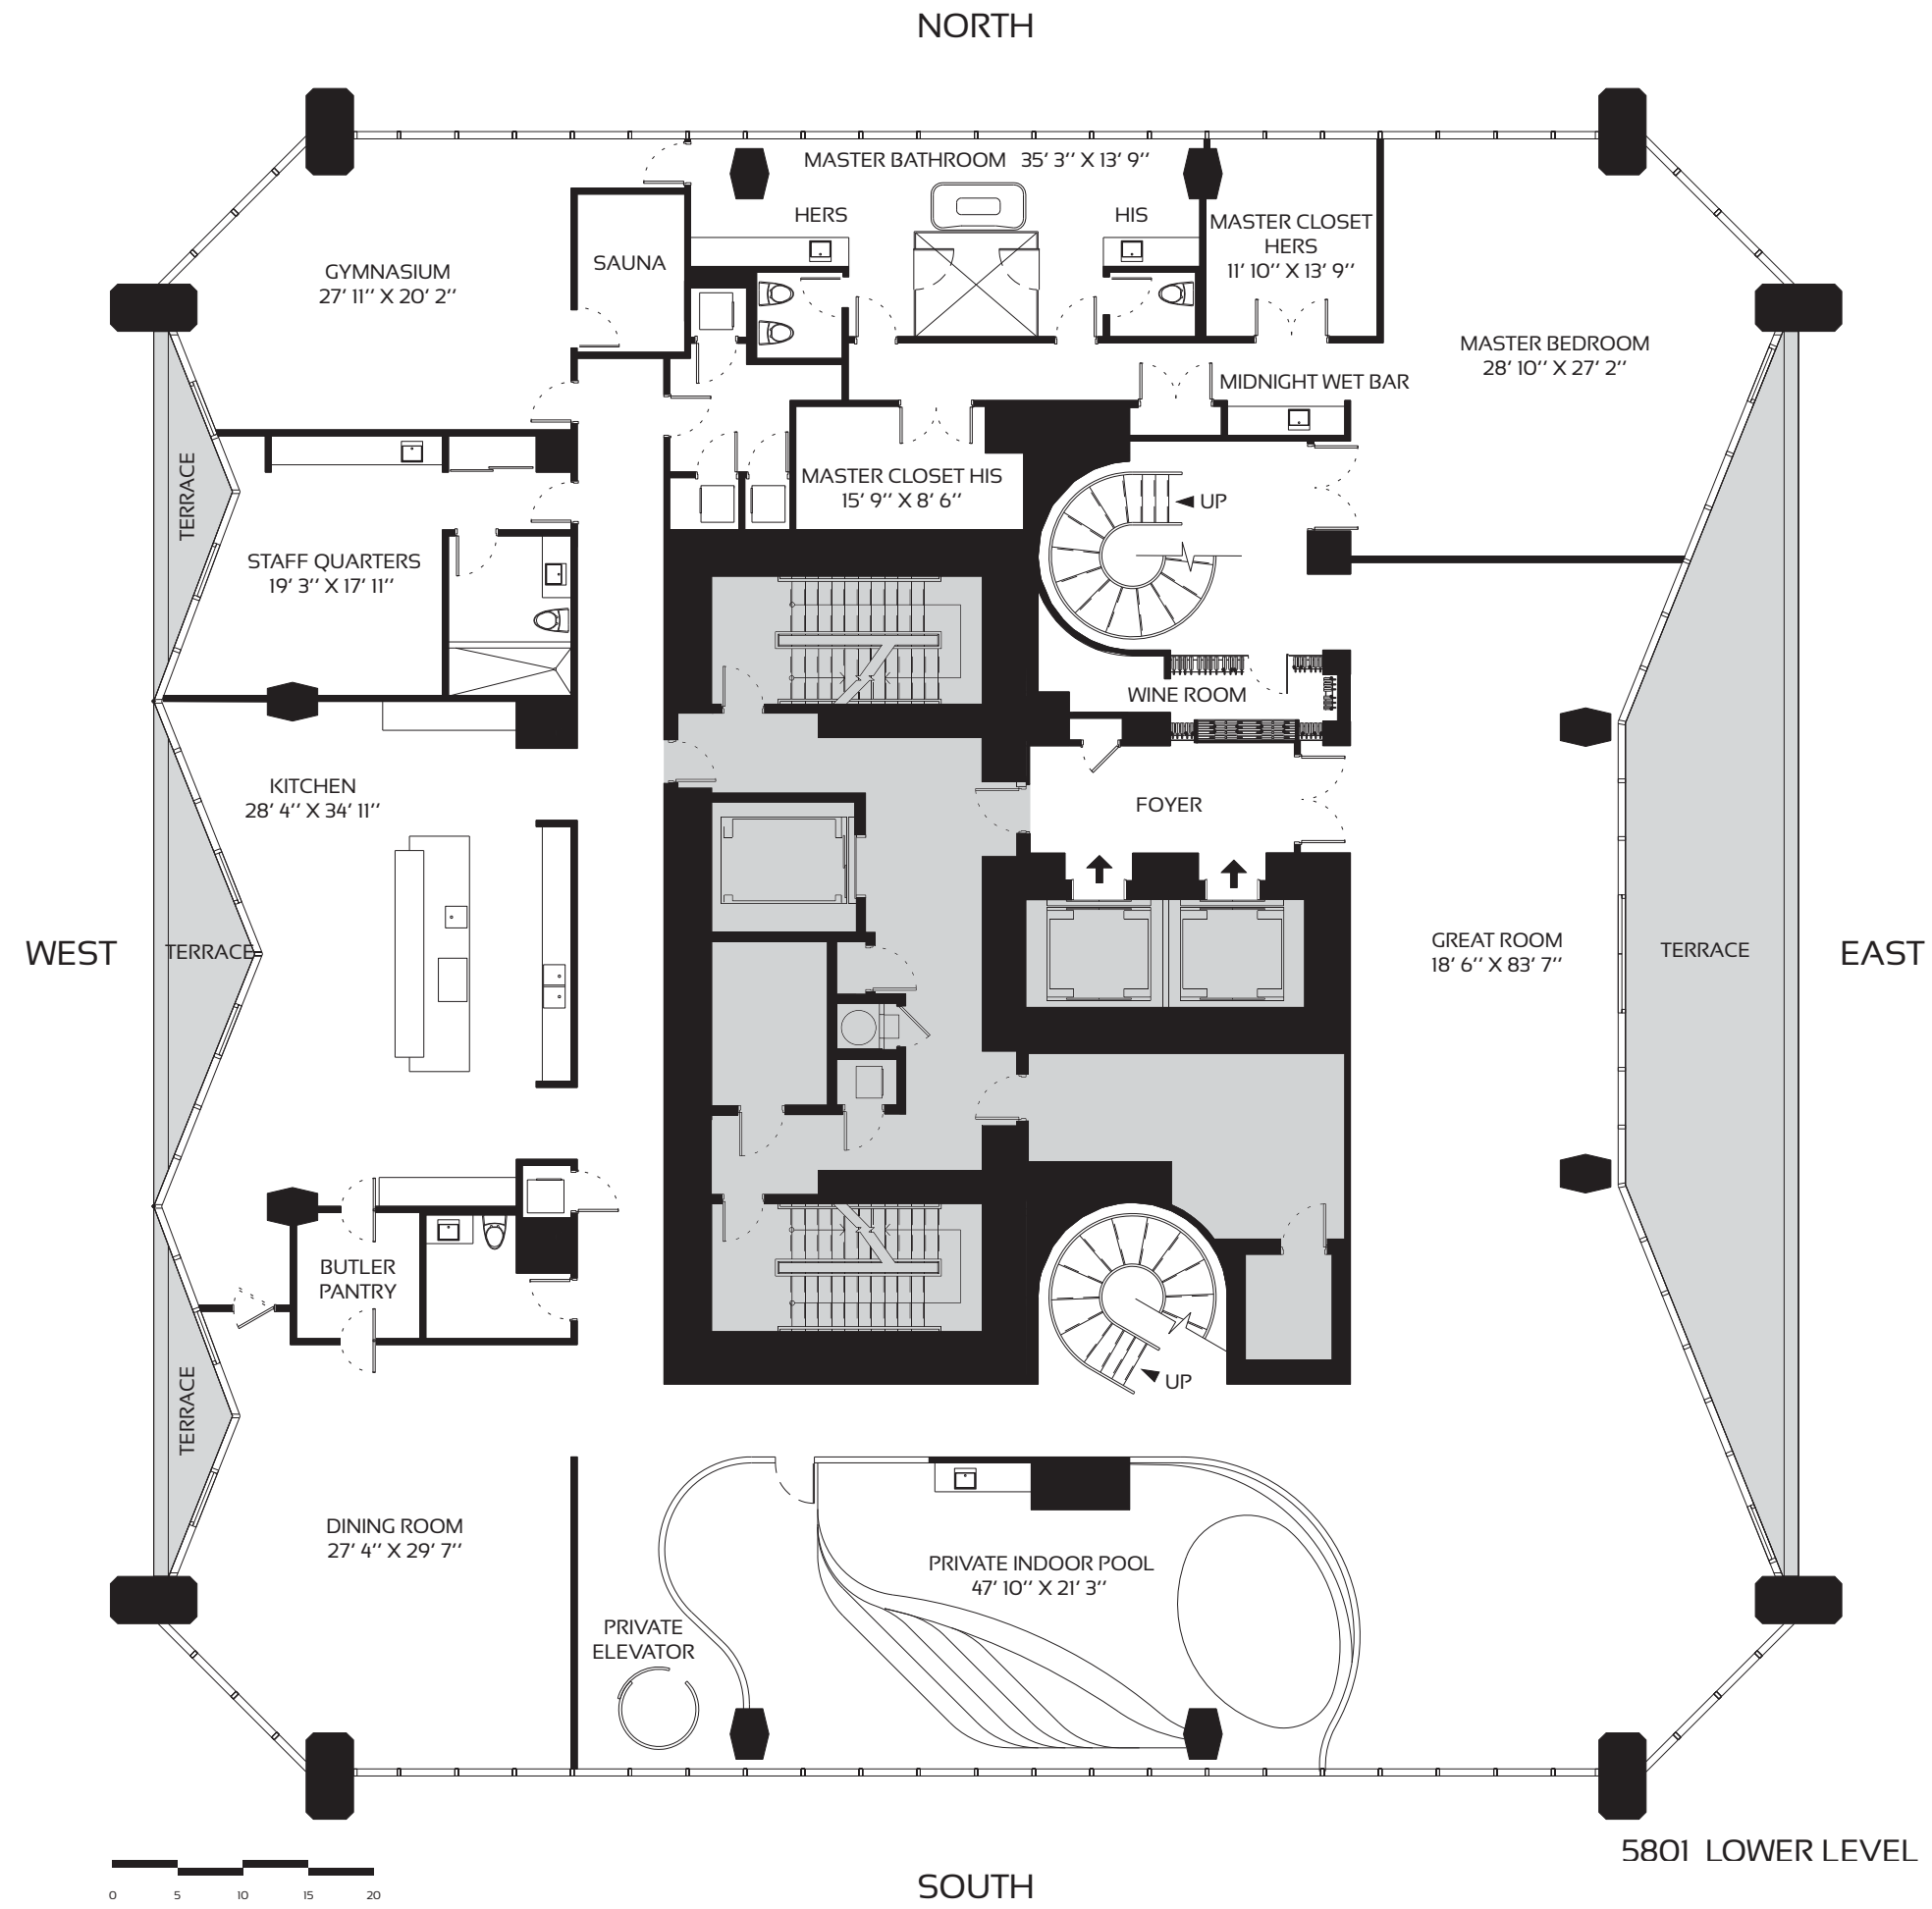 NORTH
MASTER BATHROOM 35' 3'' X 13' 9''
HERS
HIS
MASTER CLOSET
HERS
11' 10'' X 13' 9''
SAUNA
GYMNASIUM
27' 11'' X 20' 2''
MASTER BEDROOM
28' 10'' X 27' 2''
MIDNIGHT WET BAR
TERRACE
MASTER CLOSET HIS
15' 9'' X 8' 6''
UP
STAFF QUARTERS
19' 3'' X 17' 11''
WINE ROOM
KITCHEN
28' 4'' X 34' 11''
FOYER
WEST
TERRACE
GREAT ROOM
18' 6'' X 83' 7''
TERRACE
EAST
BUTLER
PANTRY
TERRACE
UP
DINING ROOM
27' 4'' X 29' 7''
PRIVATE INDOOR POOL
47' 10'' X 21' 3''
PRIVATE
ELEVATOR
5801 LOWER LEVEL
0 5 10 15 20
SOUTH